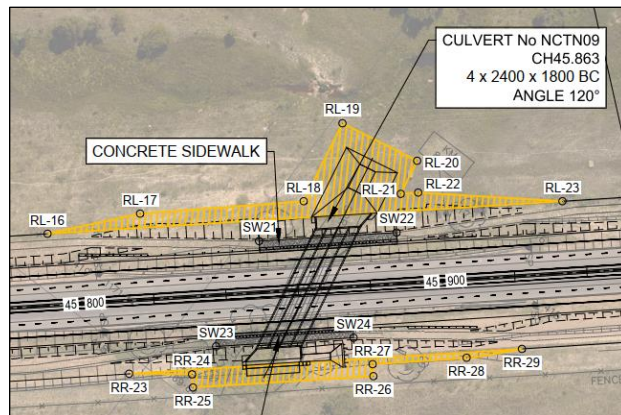 CULVERT No NCTN09
CH45.863
4 x 2400 x 1800 BC
ANGLE 120°
RL-19
CONCRETE SIDEWALK
RL-20
RL-17
RL-18
RL-21
RL-22
RL-23
RL-16
SW21
SW22
45 800
45 900
SW23
SW24
RR-23
RR-24
RR-25
RR-27
RR-26
RR-28
RR-29
FENCE